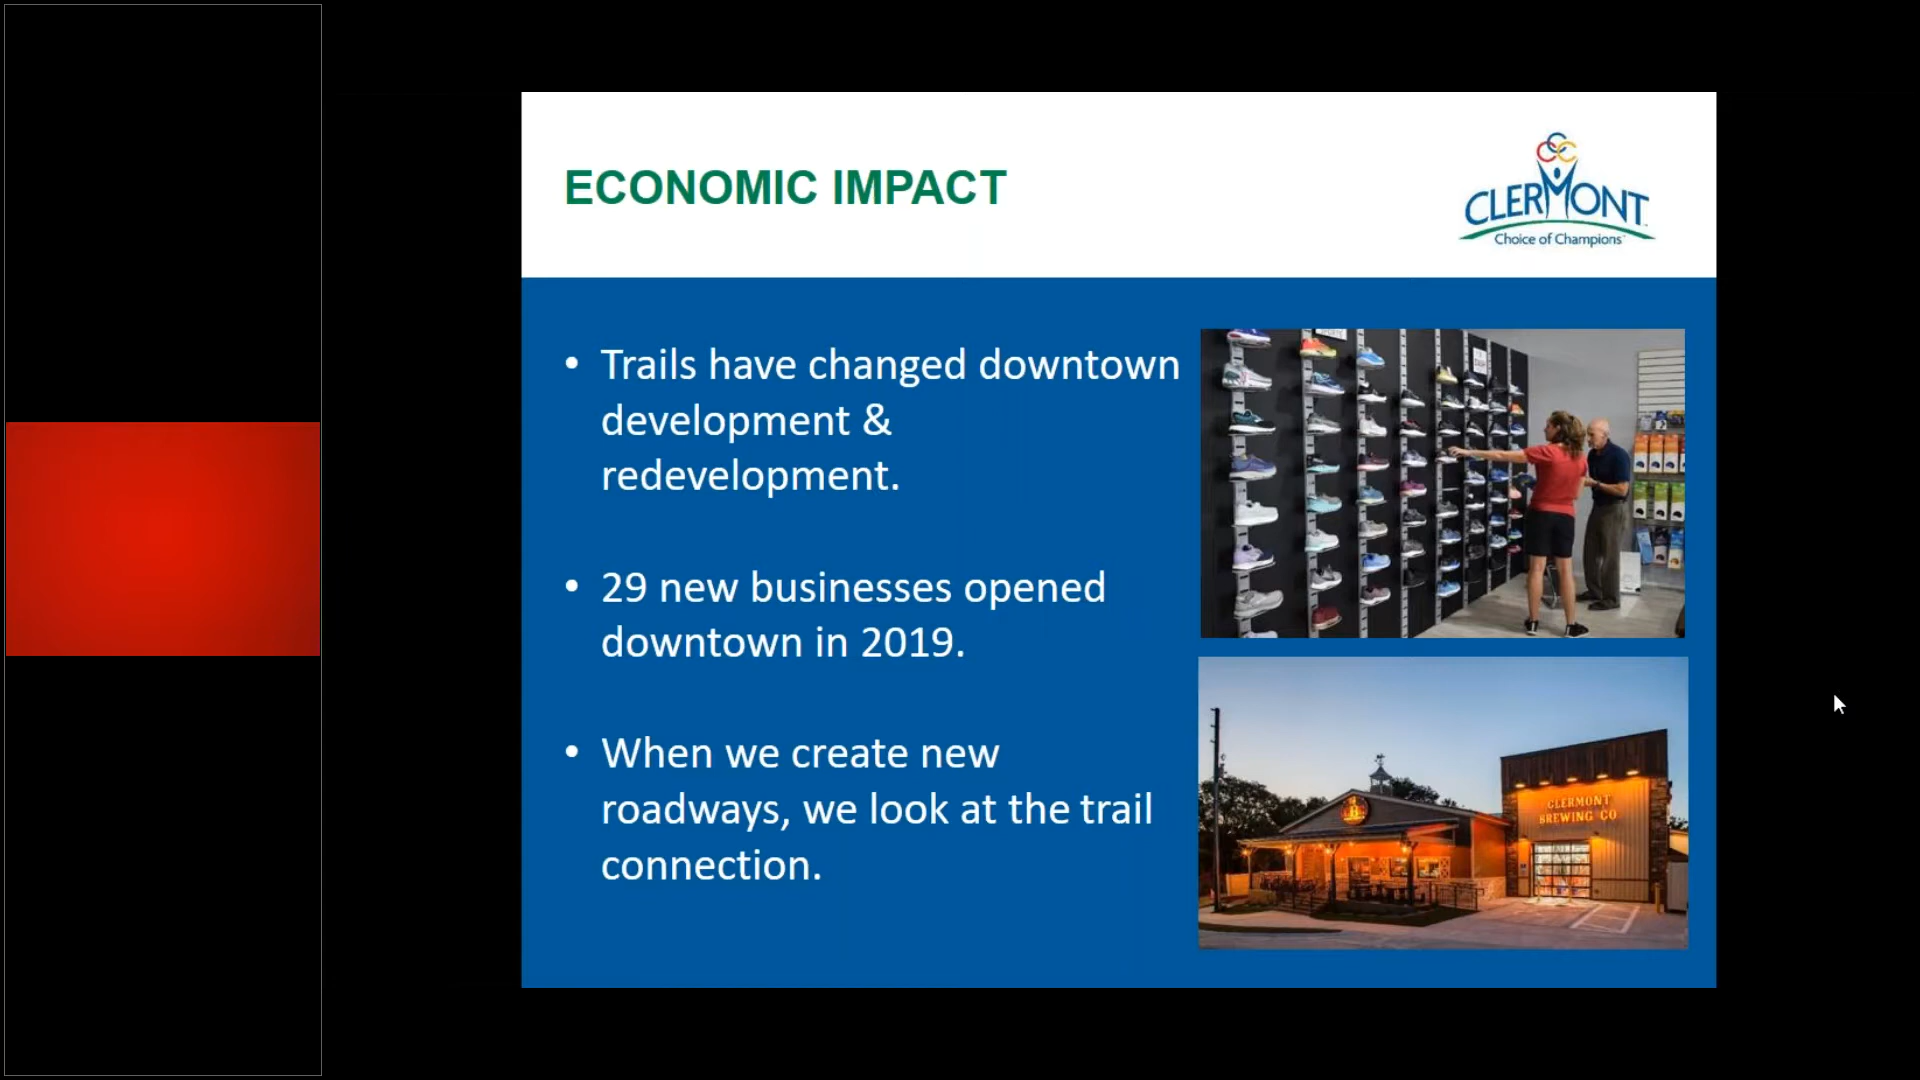 ECONOMIC IMPACT
CLERMONT
Choice of Champions
• Trails have changed downtown
development &
redevelopment.
• 29 new businesses opened
downtown in 2019.
• When we create new
roadways, we look at the trail
connection.
CLERMONT
BREWING CO